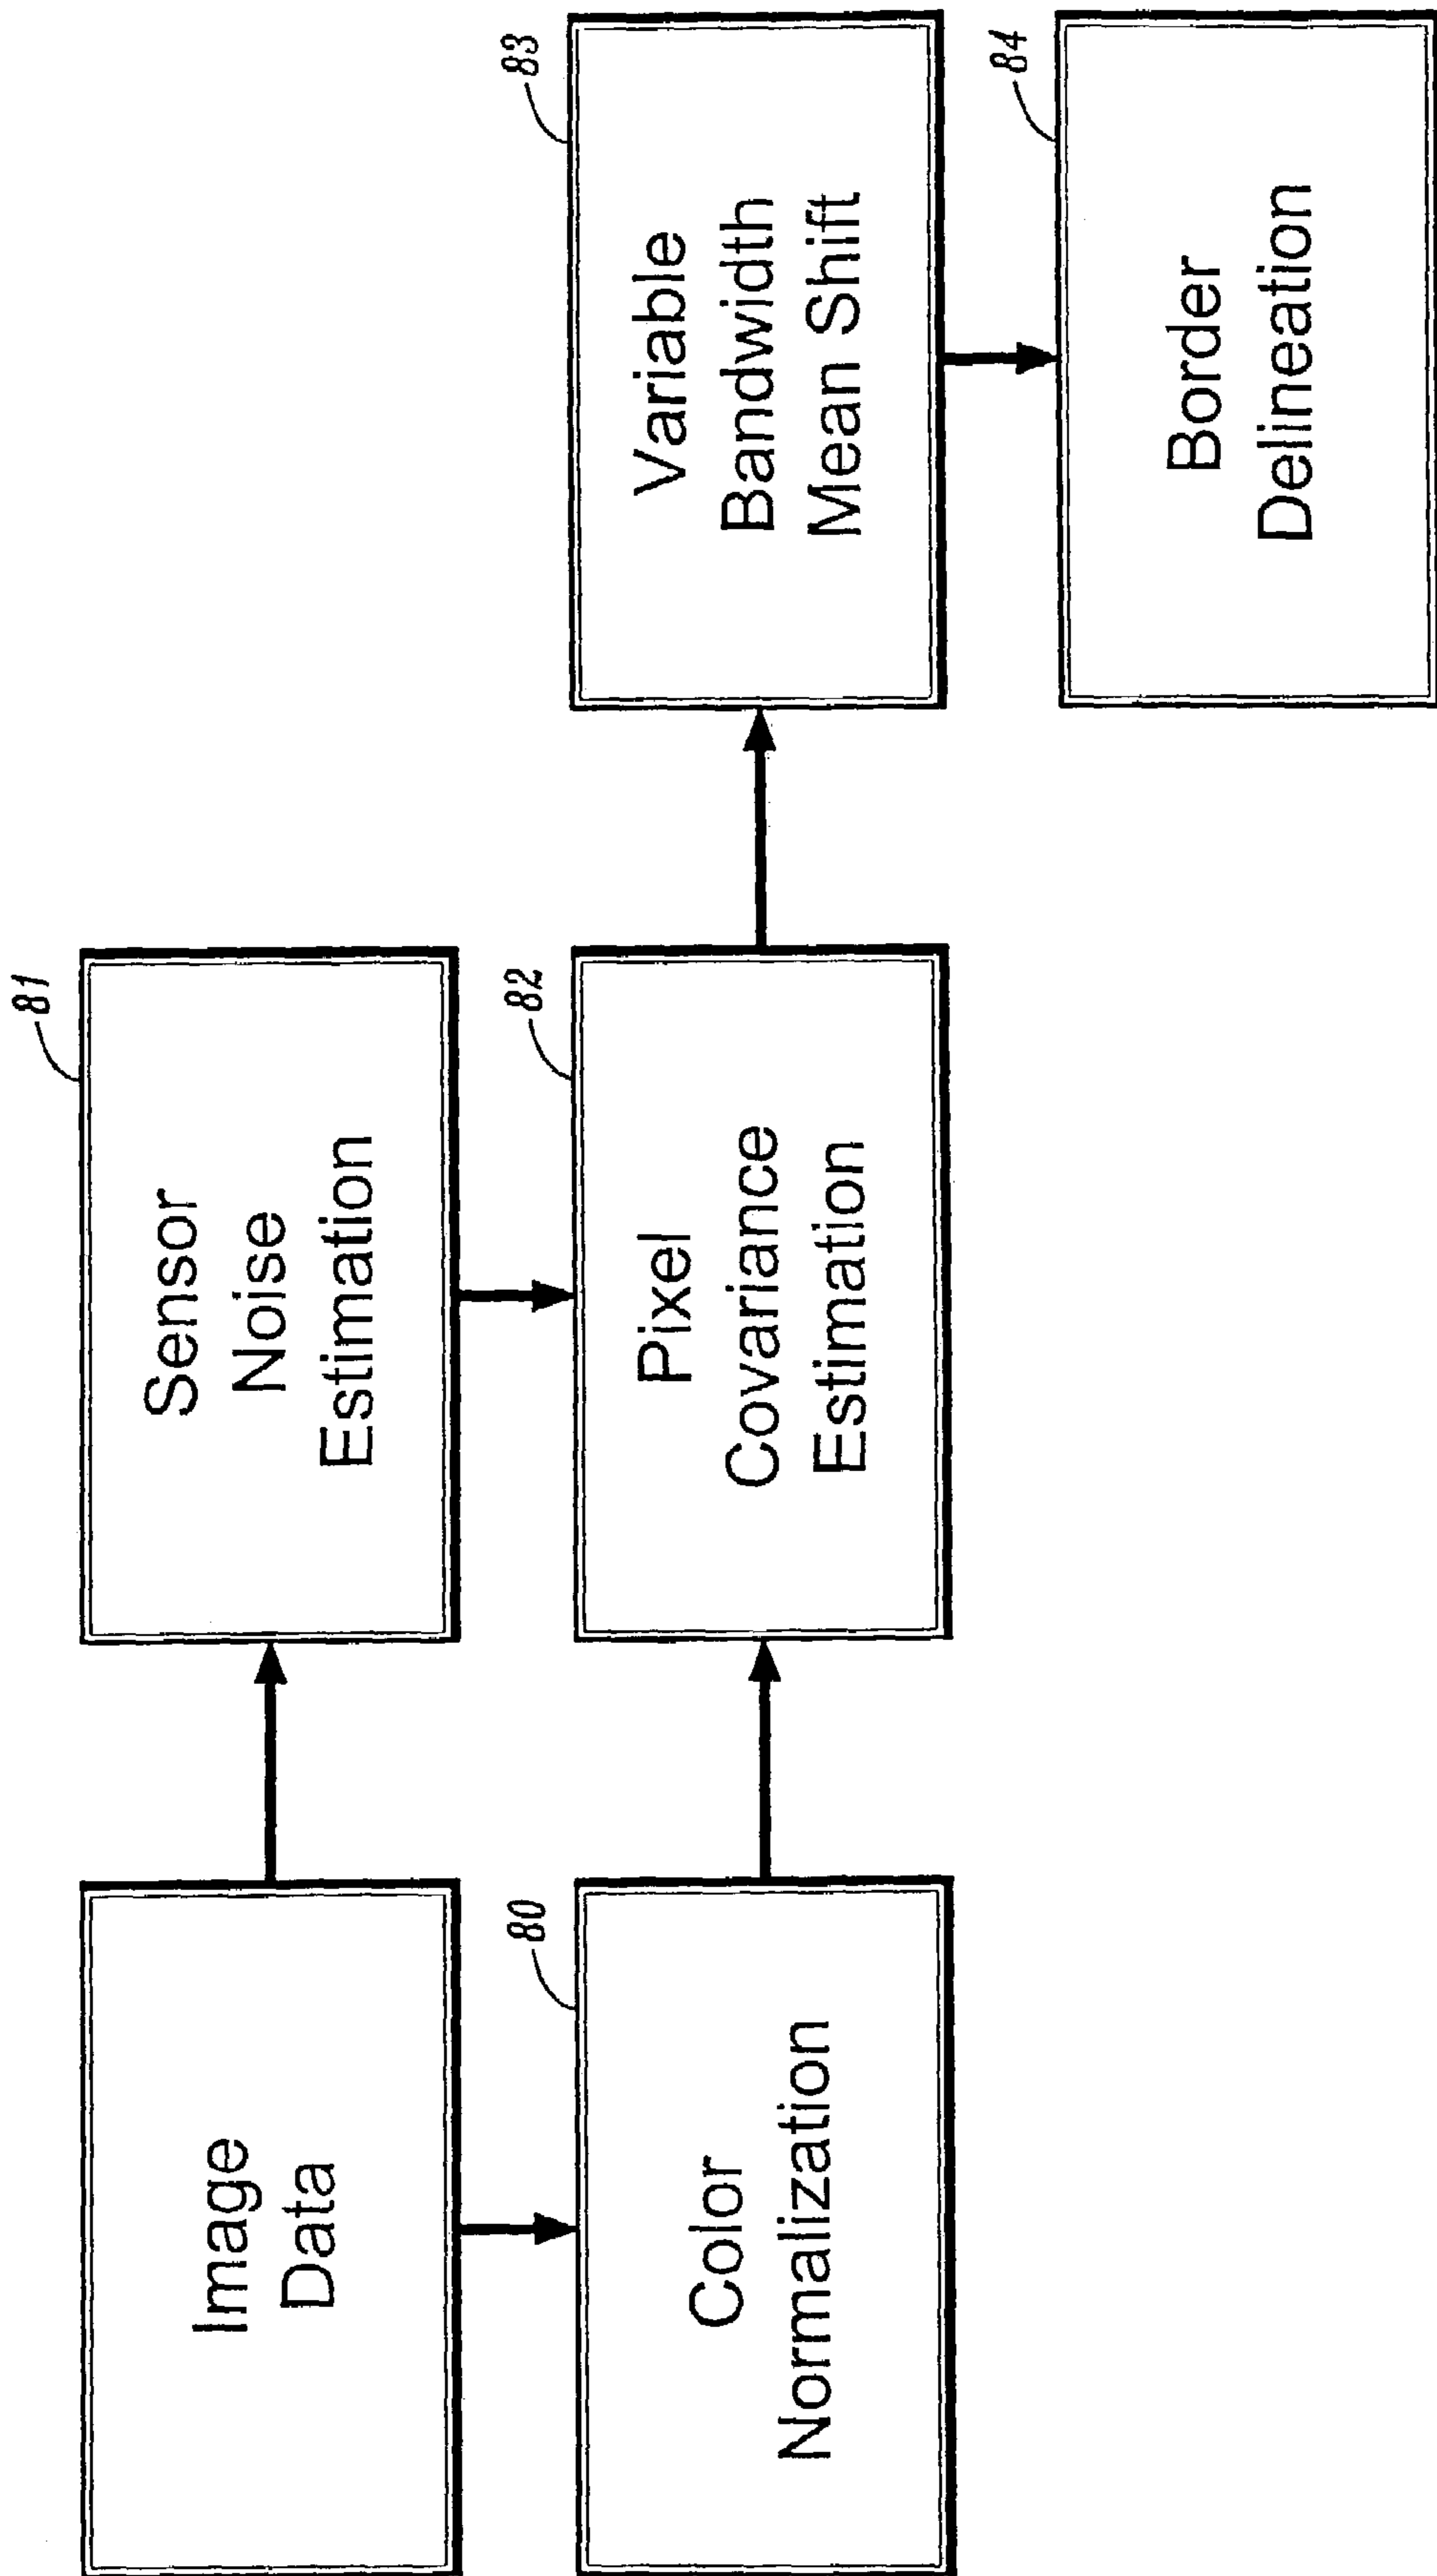 Image
Data
81
Sensor
Noise
Estimation
80
Color
Normalization
82
Pixel
Covariance
Estimation
83
Variable
Bandwidth
Mean Shift
84
Border
Delineation